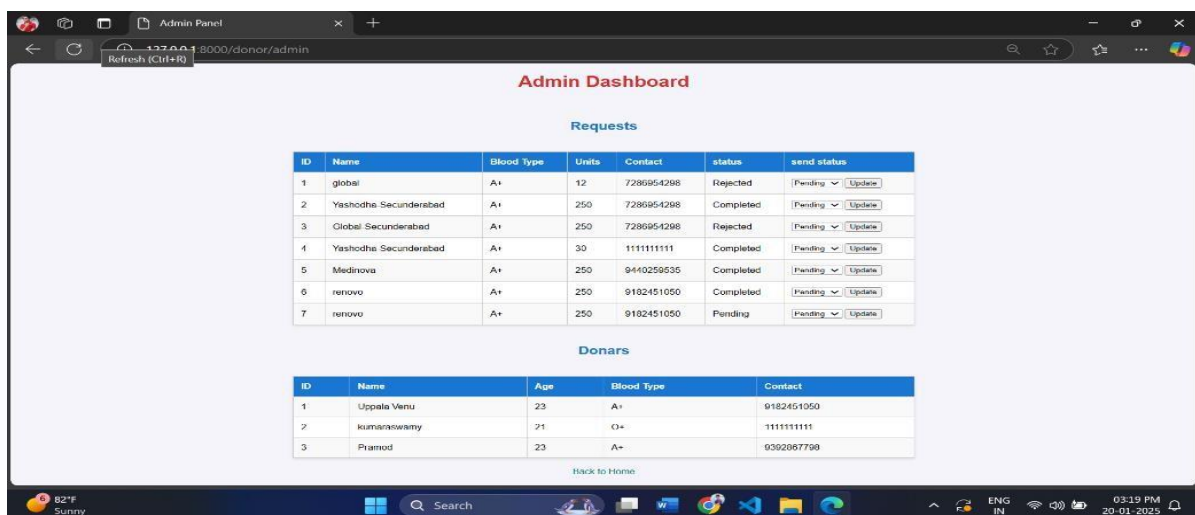 Admin Panel
127.0.0.1:8000/donor/admin
Refresh (Ctrl+R)
Admin Dashboard
Requests
ID Name Blood Type Units Contact status send status
1 global A+ 12 7286954298 Rejected Pending Update
2 Yashodha Secunderabad A+ 250 7286954298 Completed Pending Update
3 Global Secunderabad A+ 250 7286954298 Rejected Pending Update
4 Yashodha Secunderabad A+ 30 1111111111 Completed Pending Update
5 Medinova A+ 250 9440259535 Completed Pending Update
6 renovo A+ 250 9182451050 Completed Pending Update
7 renovo A+ 250 9182451050 Pending Pending Update
Donars
ID Name Age Blood Type Contact
1 Uppala Venu 23 A+ 9182451050
2 kumaraswamy 21 O+ 1111111111
3 Pramod 23 A+ 9392867798
Back to Home
6 82°F
Sunny
Search
ENG
IN
03:19 PM
20-01-2025